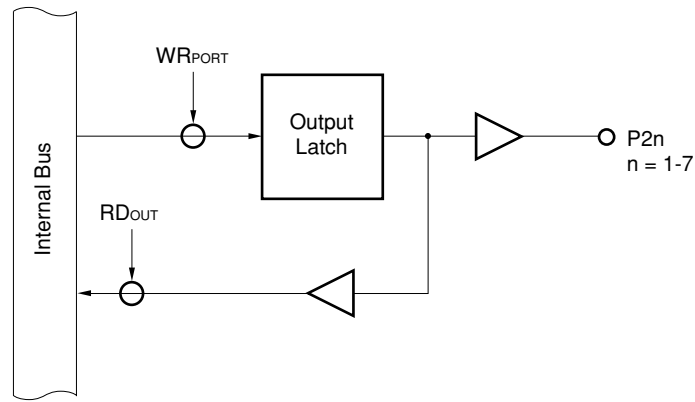 WRPORT
Output
Latch
P2n
n = 1-7
Internal Bus
RDOUT